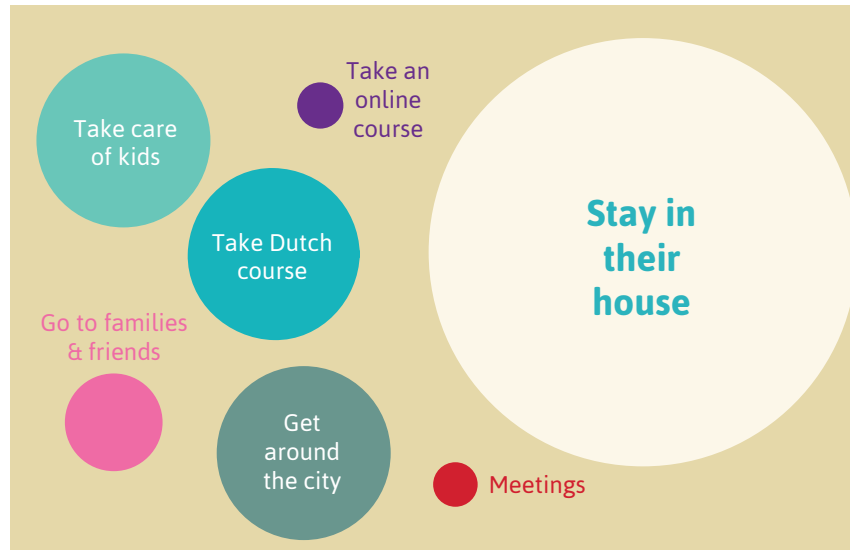 Take care
of kids
Take an
online
course
Take Dutch
course
Stay in
their
house
Go to families
& friends
Get
around
the city
Meetings